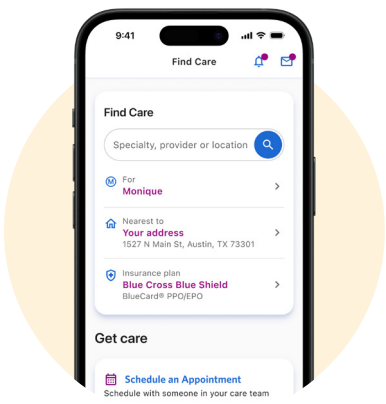 9:41
Find Care
Find Care
Specialty, provider or location
M
For
Monique
Nearest to
Your address
1527 N Main St, Austin, TX 73301
Insurance plan
Blue Cross Blue Shield
BlueCard® PPO/EPO
Get care
Schedule an Appointment
Schedule with someone in your care team